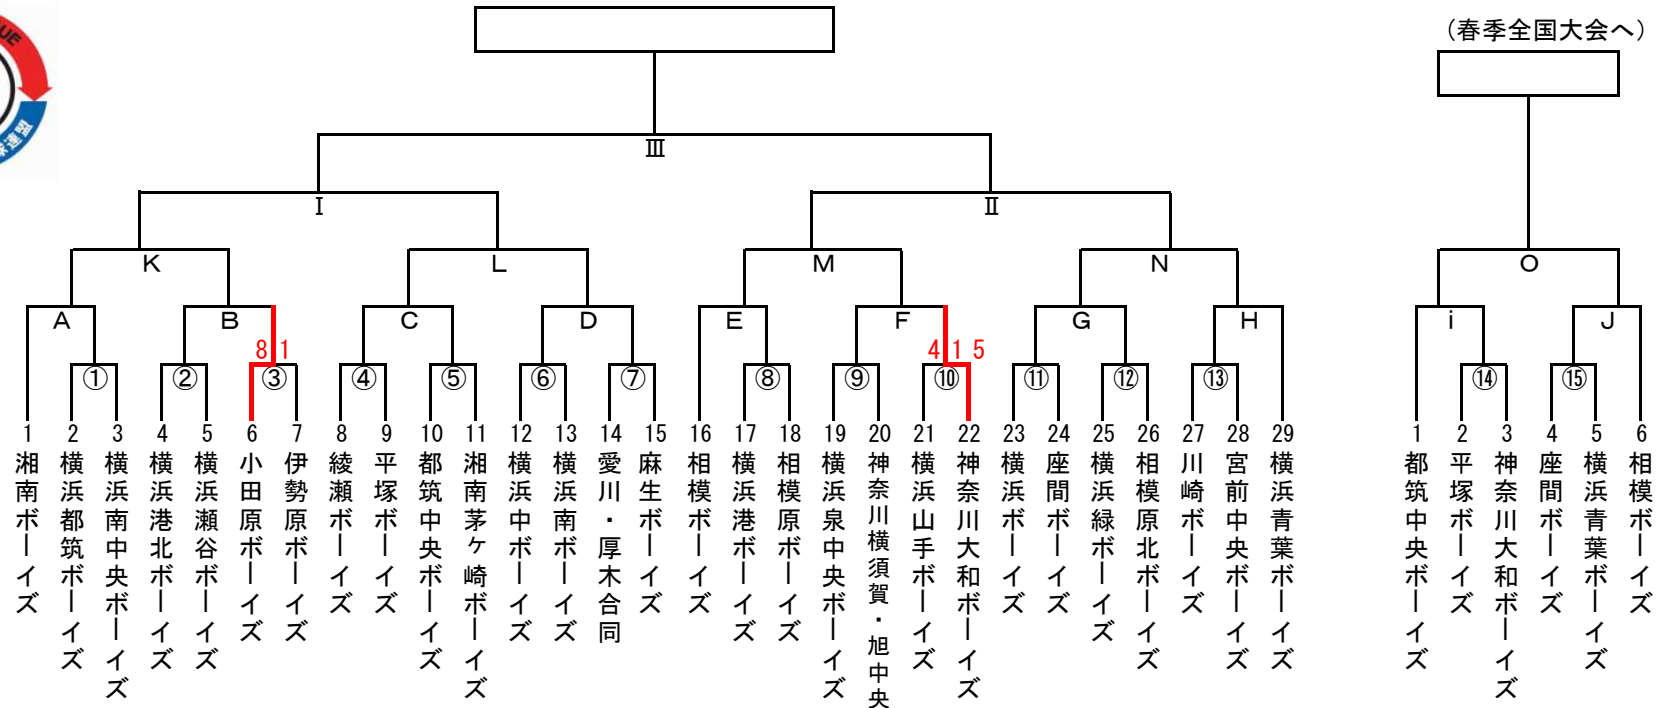 UE
球連盟
(春季全国大会へ)
Ⅲ
Ⅰ
Ⅱ
K
L
M
N
O
A
B
C
D
E
F
G
H
i
J
8 1
4 1 5
①
②
③
④
⑤
⑥
⑦
⑧
⑨
⑩
⑪
⑫
⑬
⑭
⑮
1 湘南ボーイズ
2 横浜都筑ボーイズ
3 横浜南中央ボーイズ
4 横浜港北ボーイズ
5 横浜瀬谷ボーイズ
6 小田原ボーイズ
7 伊勢原ボーイズ
8 綾瀬ボーイズ
9 平塚ボーイズ
10 都筑中央ボーイズ
11 湘南茅ケ崎ボーイズ
12 横浜中ボーイズ
13 横浜南ボーイズ
14 愛川・厚木合同
15 麻生ボーイズ
16 相模ボーイズ
17 横浜港ボーイズ
18 相模原ボーイズ
19 横浜泉中央ボーイズ
20 神奈川横須賀・旭中央
21 横浜山手ボーイズ
22 神奈川大和ボーイズ
23 横浜ボーイズ
24 座間ボーイズ
25 横浜緑ボーイズ
26 相模原北ボーイズ
27 川崎ボーイズ
28 宮前中央ボーイズ
29 横浜青葉ボーイズ
1 都筑中央ボーイズ
2 平塚ボーイズ
3 神奈川大和ボーイズ
4 座間ボーイズ
5 横浜青葉ボーイズ
6 相模ボーイズ